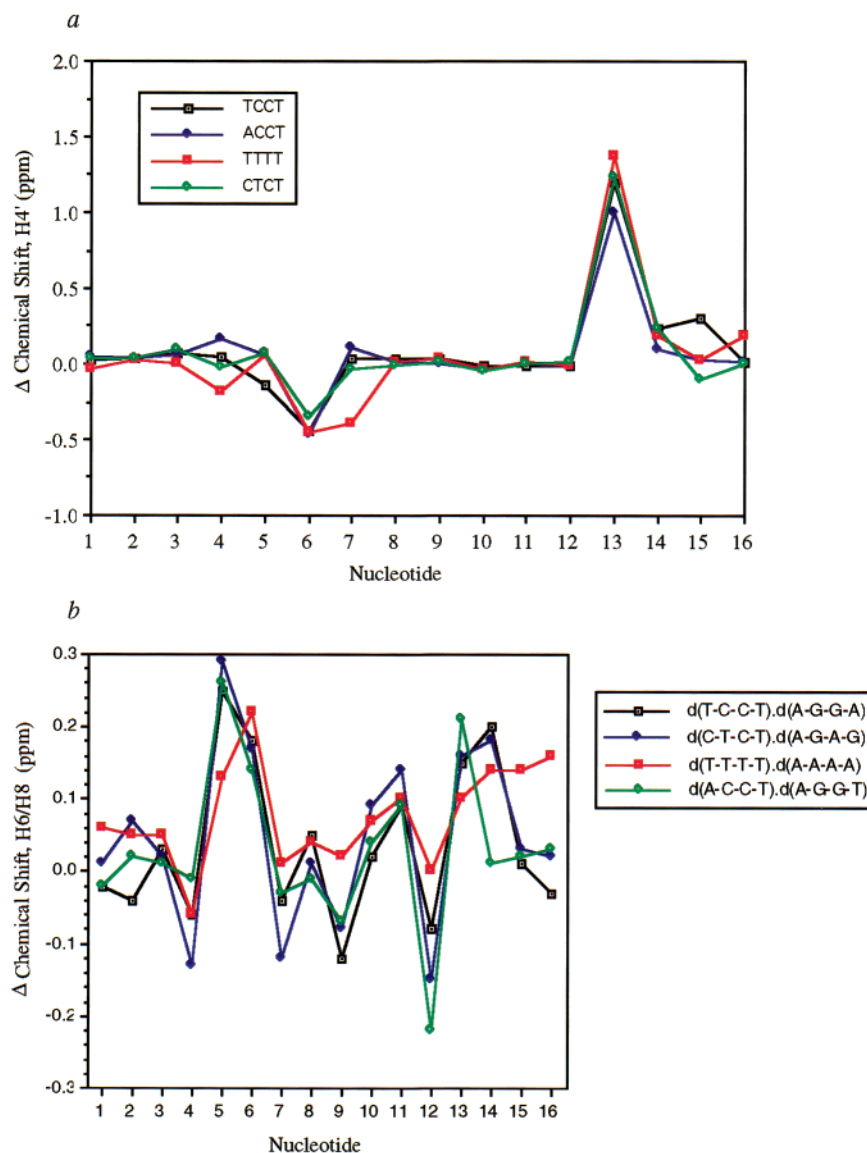 a
Δ Chemical Shift, H4' (ppm)
2.0
1.5
1.0
0.5
0.0
-0.5
-1.0
TCCT
ACCT
TTTT
CTCT
1 2 3 4 5 6 7 8 9 10 11 12 13 14 15 16
Nucleotide
b
Δ Chemical Shift, H6/H8 (ppm)
0.3
0.2
0.1
0.0
-0.1
-0.2
-0.3
1 2 3 4 5 6 7 8 9 10 11 12 13 14 15 16
Nucleotide
d(T-C-C-T).d(A-G-G-A)
d(C-T-C-T).d(A-G-A-G)
d(T-T-T-T).d(A-A-A-A)
d(A-C-C-T).d(A-G-G-T)